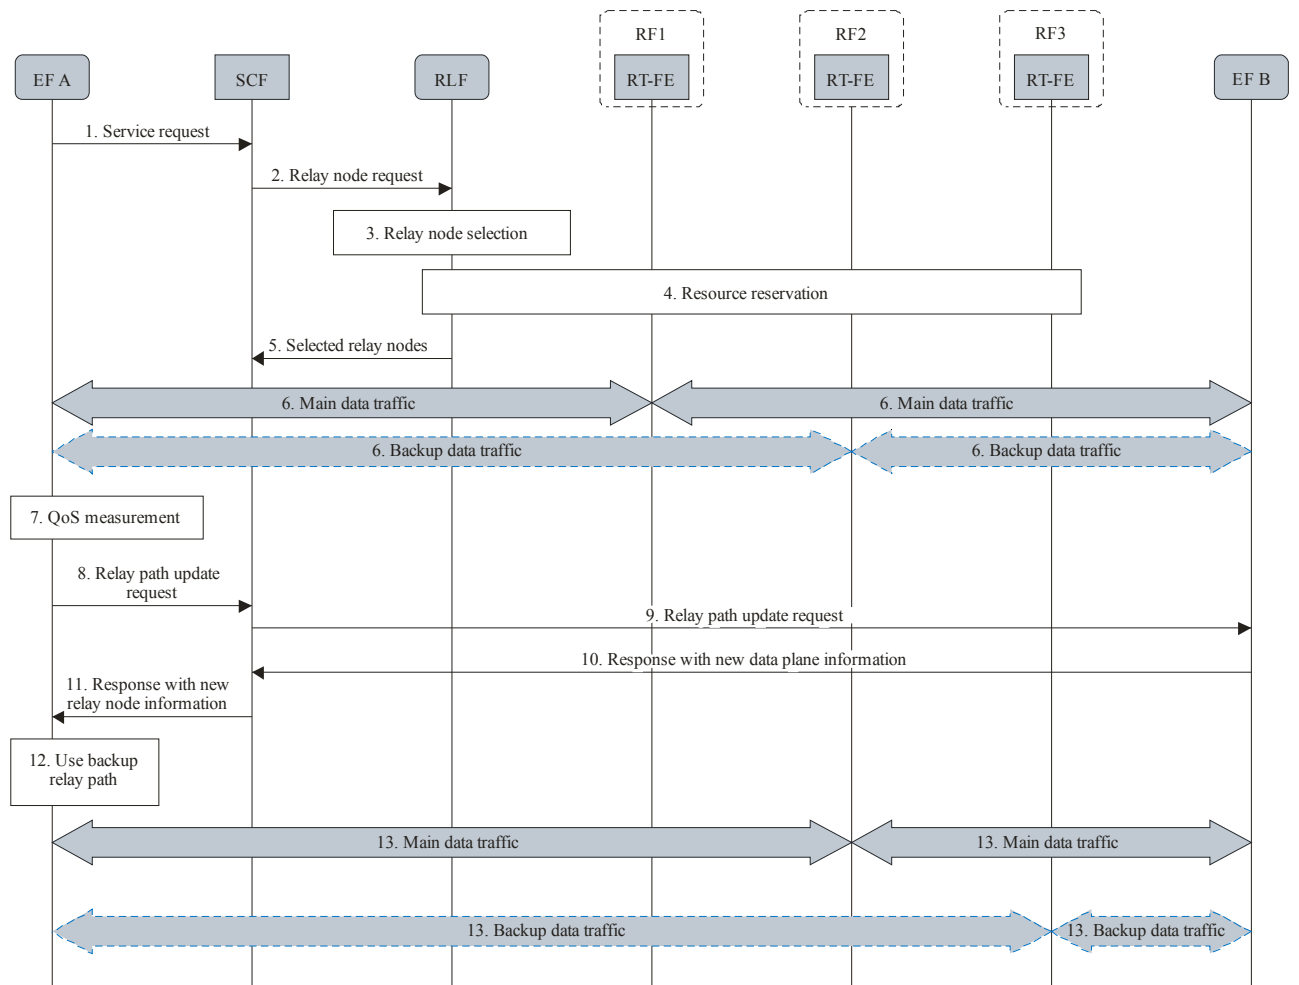 RF1
RF2
RF3
EF A
SCF
RLF
RT-FE
RT-FE
RT-FE
EF B
1. Service request
2. Relay node request
3. Relay node selection
4. Resource reservation
5. Selected relay nodes
6. Main data traffic
6. Main data traffic
6. Backup data traffic
6. Backup data traffic
7. QoS measurement
8. Relay path update
request
9. Relay path update request
10. Response with new data plane information
11. Response with new
relay node information
12. Use backup
relay path
13. Main data traffic
13. Main data traffic
13. Backup data traffic
13. Backup data traffic